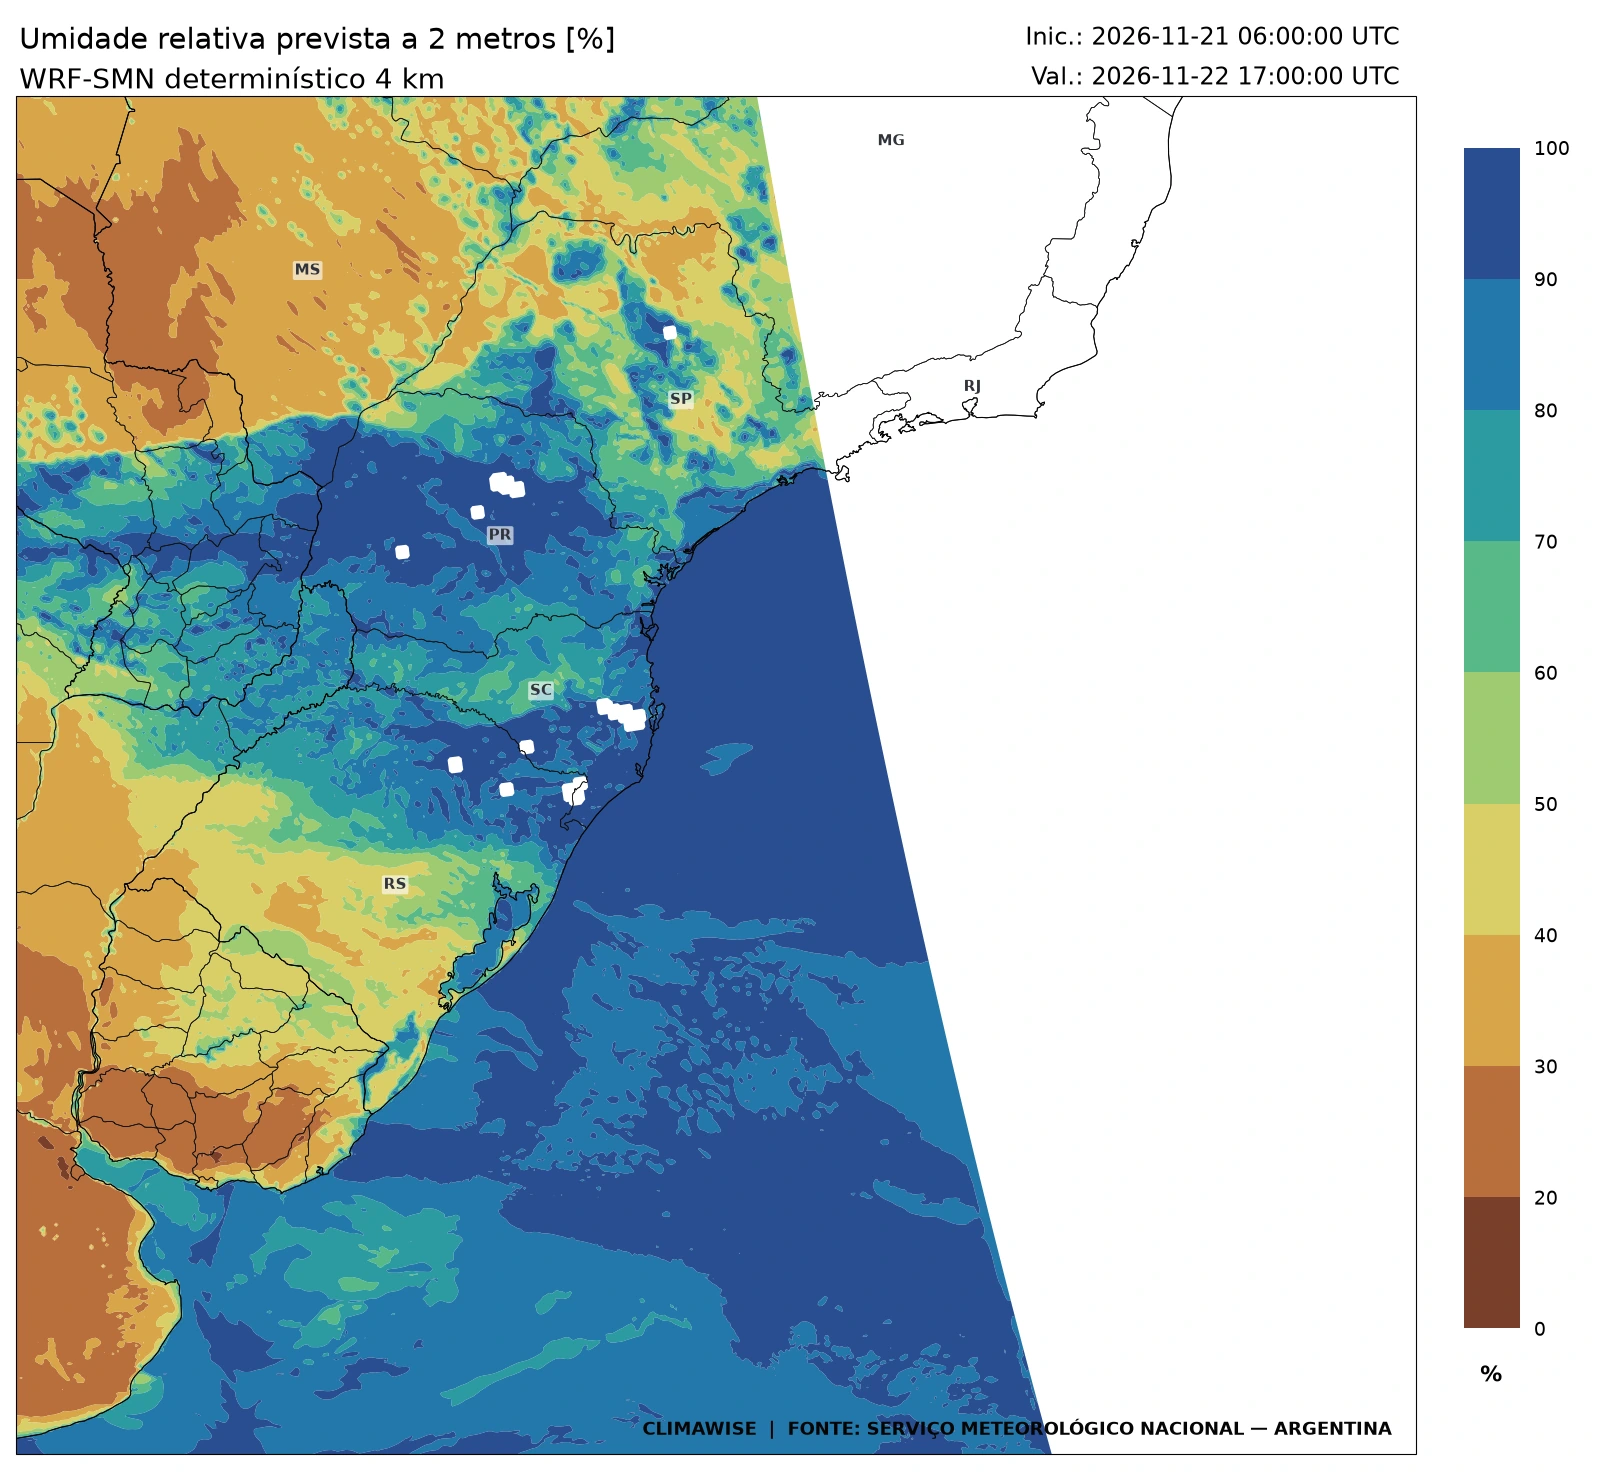 Umidade relativa prevista a 2 metros [%]
WRF-SMN determinístico 4 km
Inic.: 2026-11-21 06:00:00 UTC
Val.: 2026-11-22 17:00:00 UTC
MG
MS
RJ
SP
PR
SC
RS
100
90
80
70
60
50
40
30
20
0
%
CLIMAWISE | FONTE: SERVIÇO METEOROLÓGICO NACIONAL — ARGENTINA